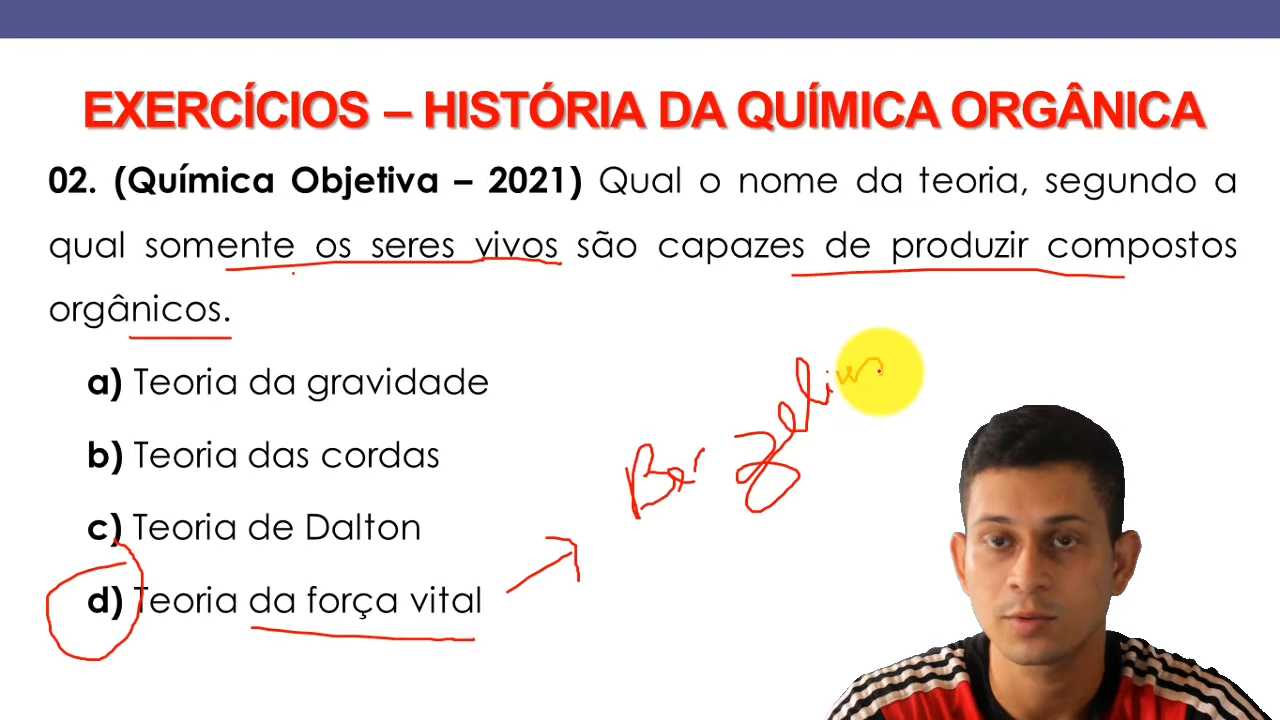 EXERCÍCIOS – HISTÓRIA DA QUÍMICA ORGÂNICA
02. (Química Objetiva – 2021) Qual o nome da teoria, segundo a
qual somente os seres vivos são capazes de produzir compostos
orgânicos.
a) Teoria da gravidade
b) Teoria das cordas
c) Teoria de Dalton
d) Teoria da força vital
Berzelius